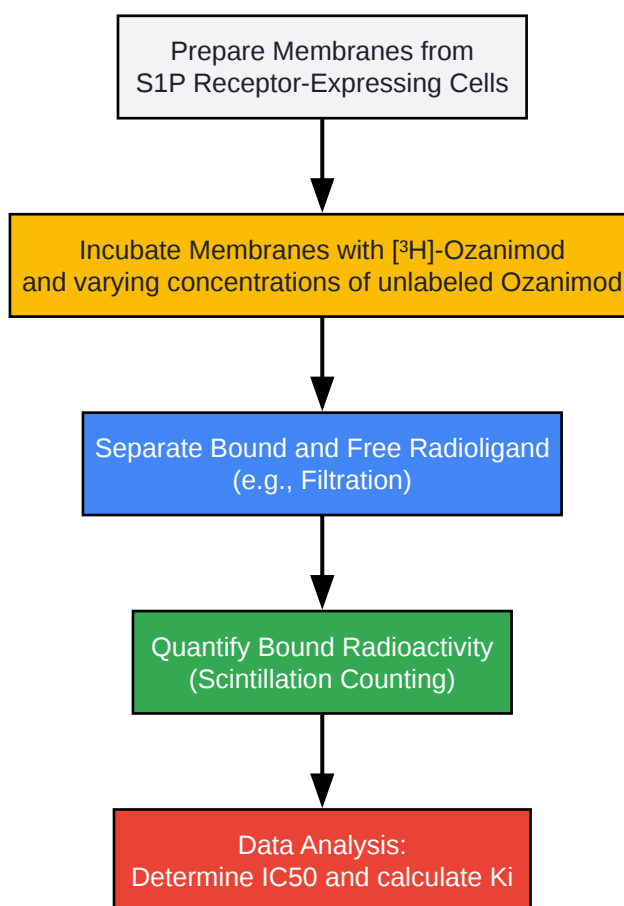 Prepare Membranes from
S1P Receptor-Expressing Cells
Incubate Membranes with [³H]-Ozanimod
and varying concentrations of unlabeled Ozanimod
Separate Bound and Free Radioligand
(e.g., Filtration)
Quantify Bound Radioactivity
(Scintillation Counting)
Data Analysis:
Determine IC50 and calculate Ki